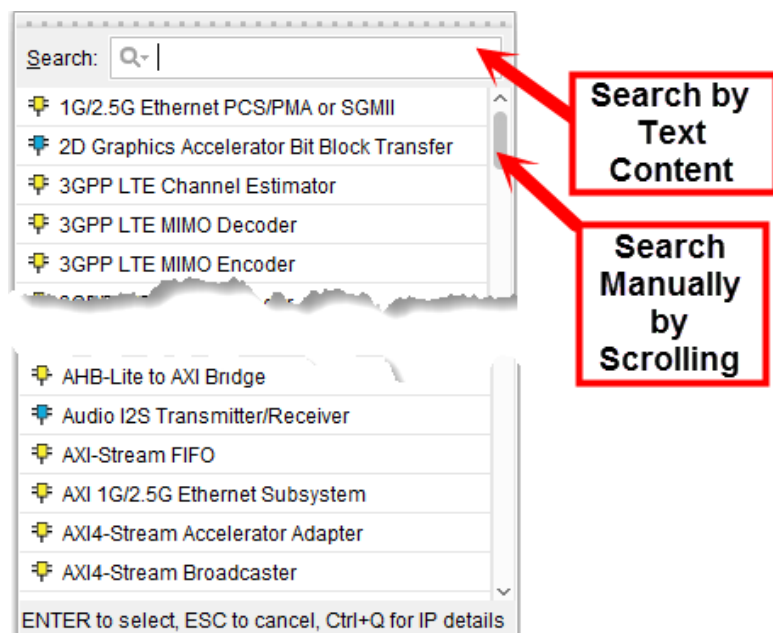 Search:
1G/2.5G Ethernet PCS/PMA or SGMII
2D Graphics Accelerator Bit Block Transfer
3GPP LTE Channel Estimator
3GPP LTE MIMO Decoder
3GPP LTE MIMO Encoder
AHB-Lite to AXI Bridge
Audio I2S Transmitter/Receiver
AXI-Stream FIFO
AXI 1G/2.5G Ethernet Subsystem
AXI4-Stream Accelerator Adapter
AXI4-Stream Broadcaster
ENTER to select, ESC to cancel, Ctrl+Q for IP details
Search by
Text
Content
Search
Manually
by
Scrolling